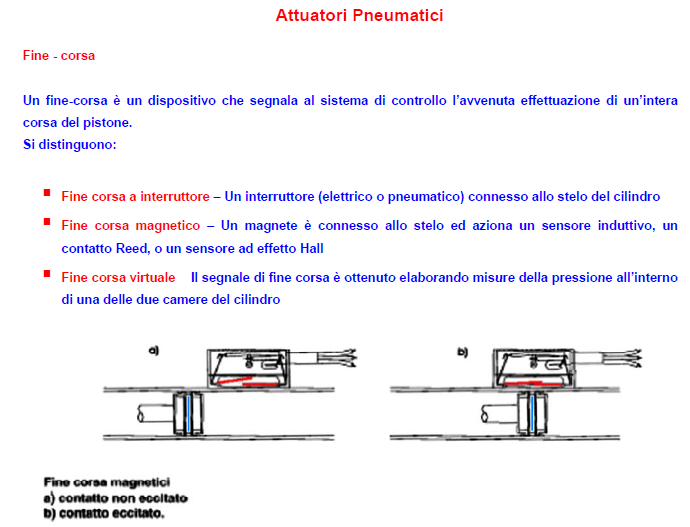 Attuatori Pneumatici
Fine - corsa
Un fine-corsa è un dispositivo che segnala al sistema di controllo l'avvenuta effettuazione di un'intera
corsa del pistone.
Si distinguono:
▪ Fine corsa a interruttore – Un interruttore (elettrico o pneumatico) connesso allo stelo del cilindro
▪ Fine corsa magnetico – Un magnete è connesso allo stelo ed aziona un sensore induttivo, un
contatto Reed, o un sensore ad effetto Hall
▪ Fine corsa virtuale Il segnale di fine corsa è ottenuto elaborando misure della pressione all'interno
di una delle due camere del cilindro
a) b)
Fine corsa magnetici
a) contatto non eccitato
b) contatto eccitato.